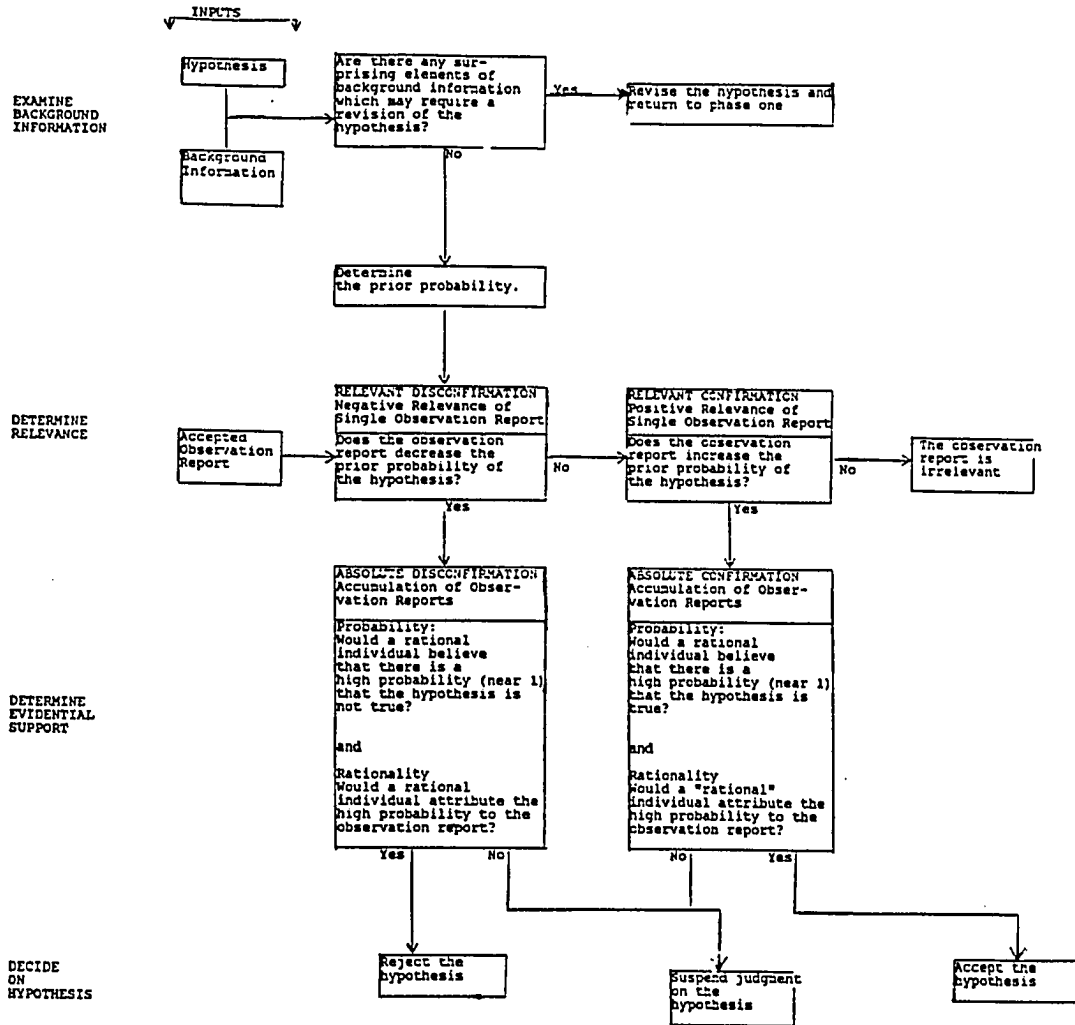 INPUTS
Hypothesis
Are there any sur-
prising elements of
background information
which may require a
revision of the
hypothesis?
Yes
Revise the hypothesis and
return to phase one
EXAMINE
BACKGROUND
INFORMATION
Background
Information
No
Determine
the prior probability.
DETERMINE
RELEVANCE
Accepted
Observation
Report
RELEVANT DISCONFIRMATION
Negative Relevance of
Single Observation Report
Does the observation
report decrease the
prior probability of
the hypothesis?
No
Yes
RELEVANT CONFIRMATION
Positive Relevance of
Single Observation Report
Does the observation
report increase the
prior probability of
the hypothesis?
No
Yes
The observation
report is
irrelevant
DETERMINE
EVIDENTIAL
SUPPORT
ABSOLUTE DISCONFIRMATION
Accumulation of Obser-
vation Reports
Probability:
Would a rational
individual believe
that there is a
high probability (near 1)
that the hypothesis is
not true?
and
Rationality
Would a rational
individual attribute the
high probability to the
observation report?
Yes
No
ABSOLUTE CONFIRMATION
Accumulation of Obser-
vation Reports
Probability:
Would a rational
individual believe
that there is a
high probability (near 1)
that the hypothesis is
true?
and
Rationality
Would a "rational"
individual attribute the
high probability to the
observation report?
No
Yes
DECIDE
ON
HYPOTHESIS
Reject the
hypothesis
Suspend judgment
on the
hypothesis
Accept the
hypothesis